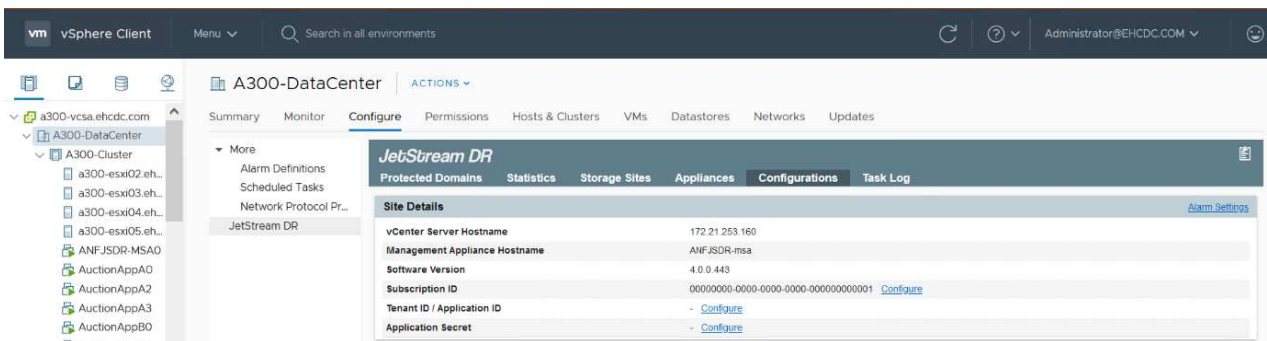 vm vSphere Client Menu Search in all environments Administrator@EHCDC.COM
A300-DataCenter ACTIONS
a300-vcsa.ehcdc.com
A300-DataCenter
A300-Cluster
a300-esxi02.eh...
a300-esxi03.eh...
a300-esxi04.eh...
a300-esxi05.eh...
ANFJSDR-MSA0
AuctionAppA0
AuctionAppA2
AuctionAppA3
AuctionAppB0
Summary Monitor Configure Permissions Hosts & Clusters VMs Datastores Networks Updates
More
Alarm Definitions
Scheduled Tasks
Network Protocol Pr...
JetStream DR
JetStream DR
Protected Domains Statistics Storage Sites Appliances Configurations Task Log
Site Details Alarm Settings
vCenter Server Hostname 172.21.253.160
Management Appliance Hostname ANFJSDR-msa
Software Version 4.0.0.443
Subscription ID 00000000-0000-0000-0000-000000000001 Configure
Tenant ID / Application ID - Configure
Application Secret - Configure